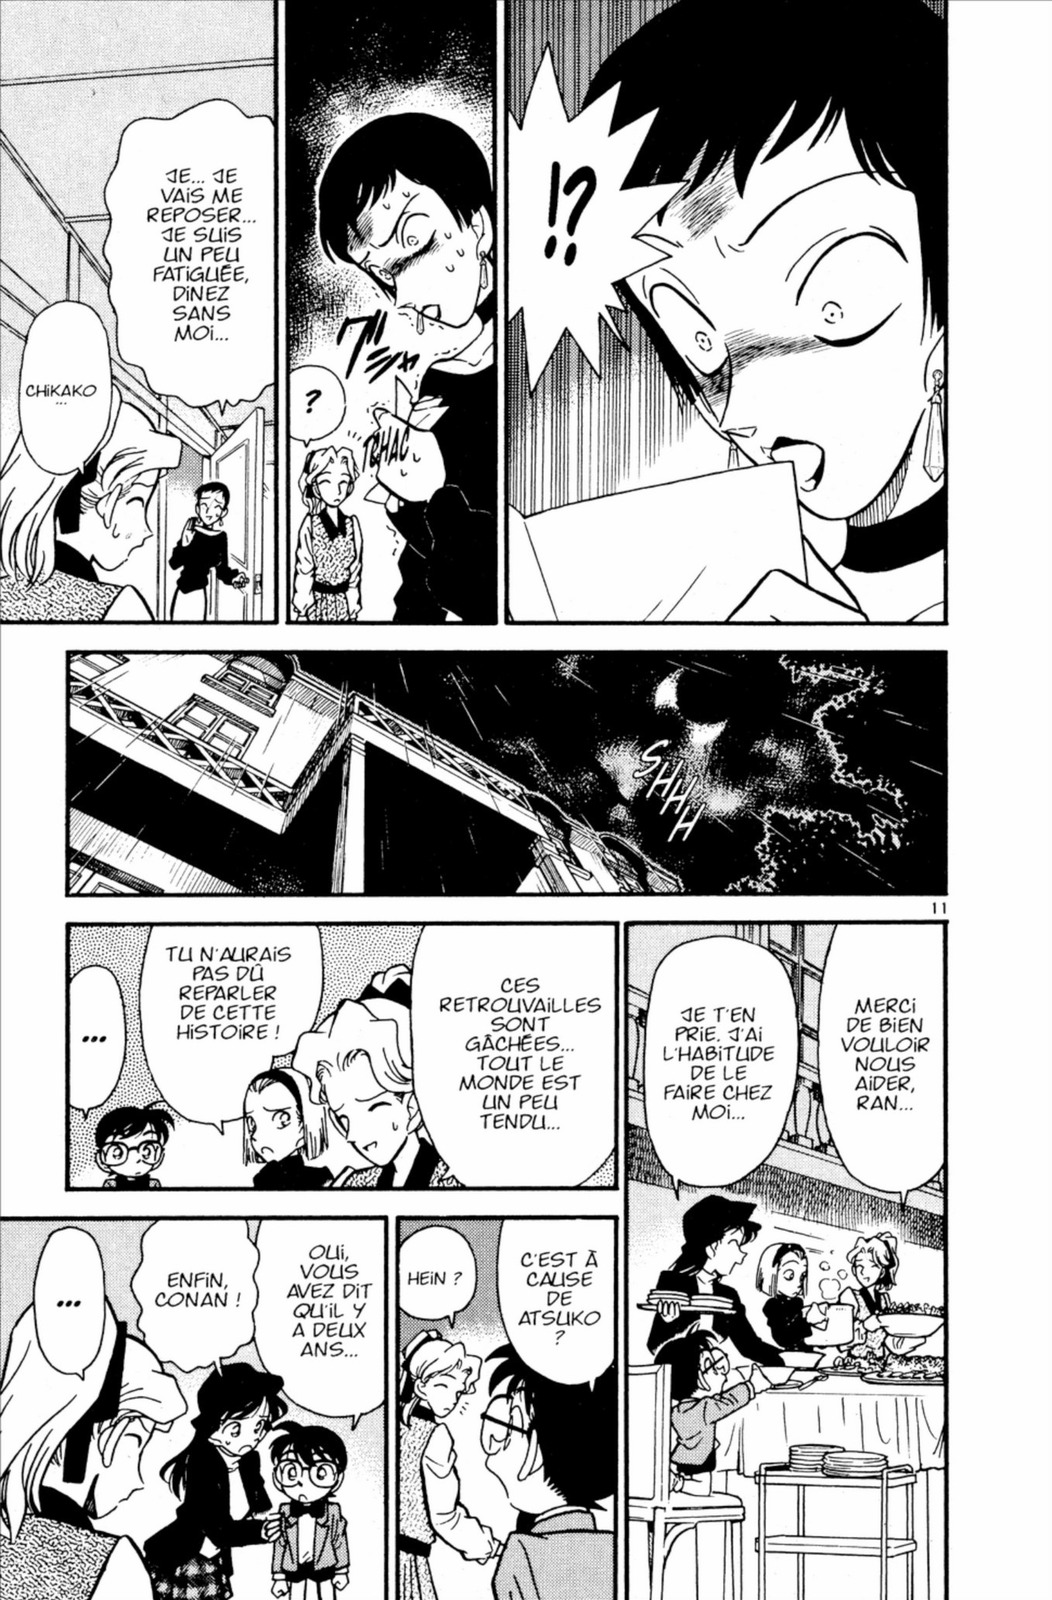 !?
?
TCHAC
JE... JE
VAIS ME
REPOSER...
JE SUIS
UN PEU
FATIGUÉE,
DINEZ
SANS
MOI...
CHIKAKO
...
SHHH
11
MERCI
DE BIEN
VOULOIR
NOUS
AIDER,
RAN...
JE T'EN
PRIE. J'AI
L'HABITUDE
DE LE
FAIRE CHEZ
MOI...
CES
RETROUVAILLES
SONT
GÂCHÉES...
TOUT LE
MONDE EST
UN PEU
TENDU...
TU N'AURAIS
PAS DÛ
REPARLER
DE CETTE
HISTOIRE !
...
C'EST À
CAUSE
DE
ATSUKO
?
HEIN ?
OUI,
VOUS
AVEZ DIT
QU'IL Y
A DEUX
ANS...
ENFIN,
CONAN !
...